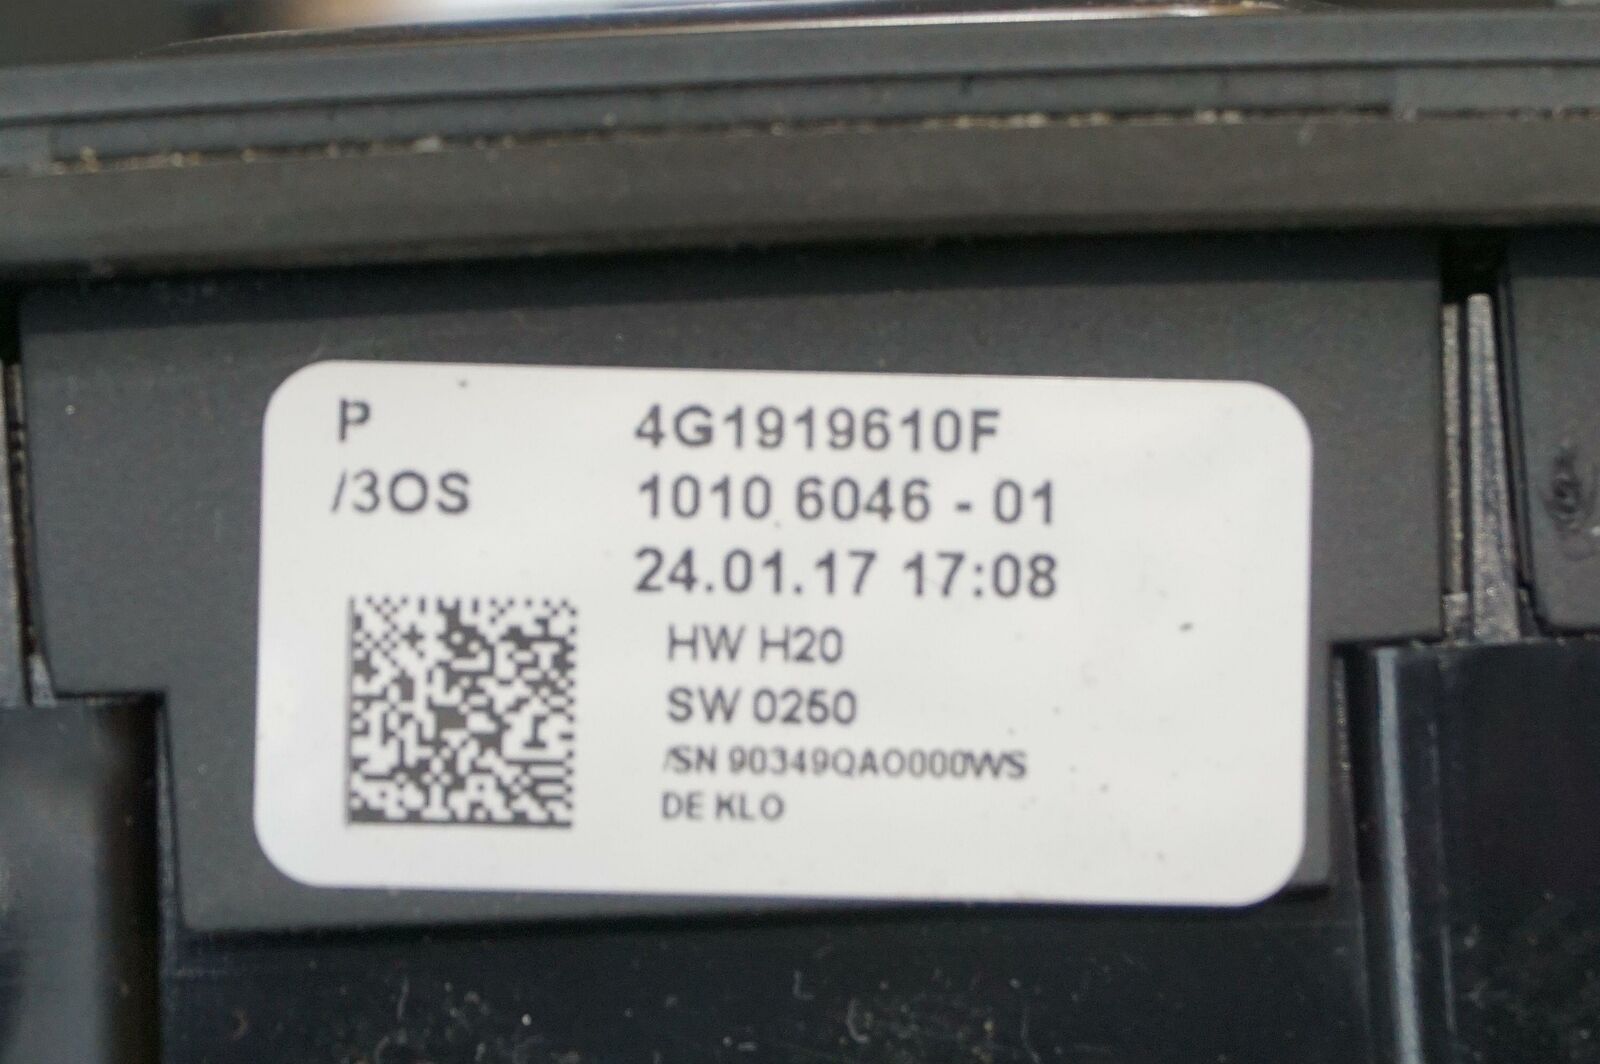 P 4G1919610F
/3OS 1010 6046 - 01
24.01.17 17:08
HW H20
SW 0250
/SN 90349QAO000WS
DE KLO